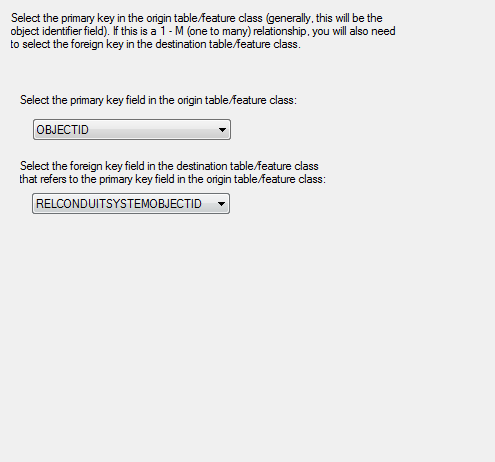 Select the primary key in the origin table/feature class (generally, this will be the
object identifier field). If this is a 1 - M (one to many) relationship, you will also need
to select the foreign key in the destination table/feature class.
Select the primary key field in the origin table/feature class:
OBJECTID
Select the foreign key field in the destination table/feature class
that refers to the primary key field in the origin table/feature class:
RELCONDUITSYSTEMOBJECTID